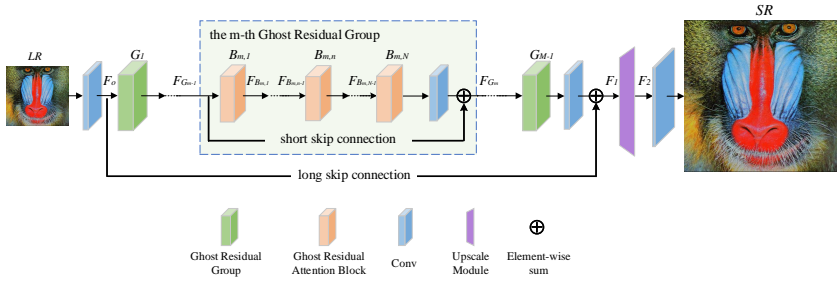 SR
the m-th Ghost Residual Group
LR
G1
Bm,1
Bm,n
Bm,N
GM-1
Fo
FGm-1
FBm,1
FBm,n-1
FBm,N-1
FGm
F1
F2
short skip connection
long skip connection
Ghost Residual
Group
Ghost Residual
Attention Block
Conv
Upscale
Module
Element-wise
sum